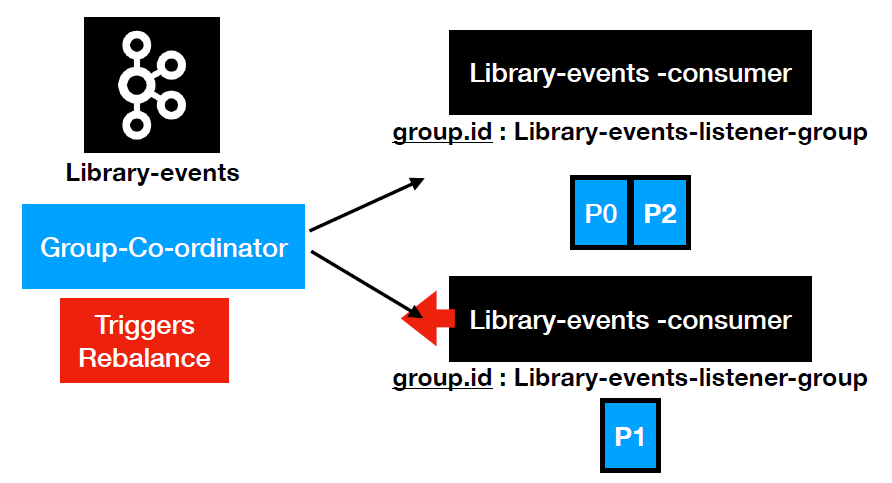 Library-events
Group-Co-ordinator
Triggers
Rebalance
Library-events -consumer
group.id : Library-events-listener-group
P0 P2
Library-events -consumer
group.id : Library-events-listener-group
P1